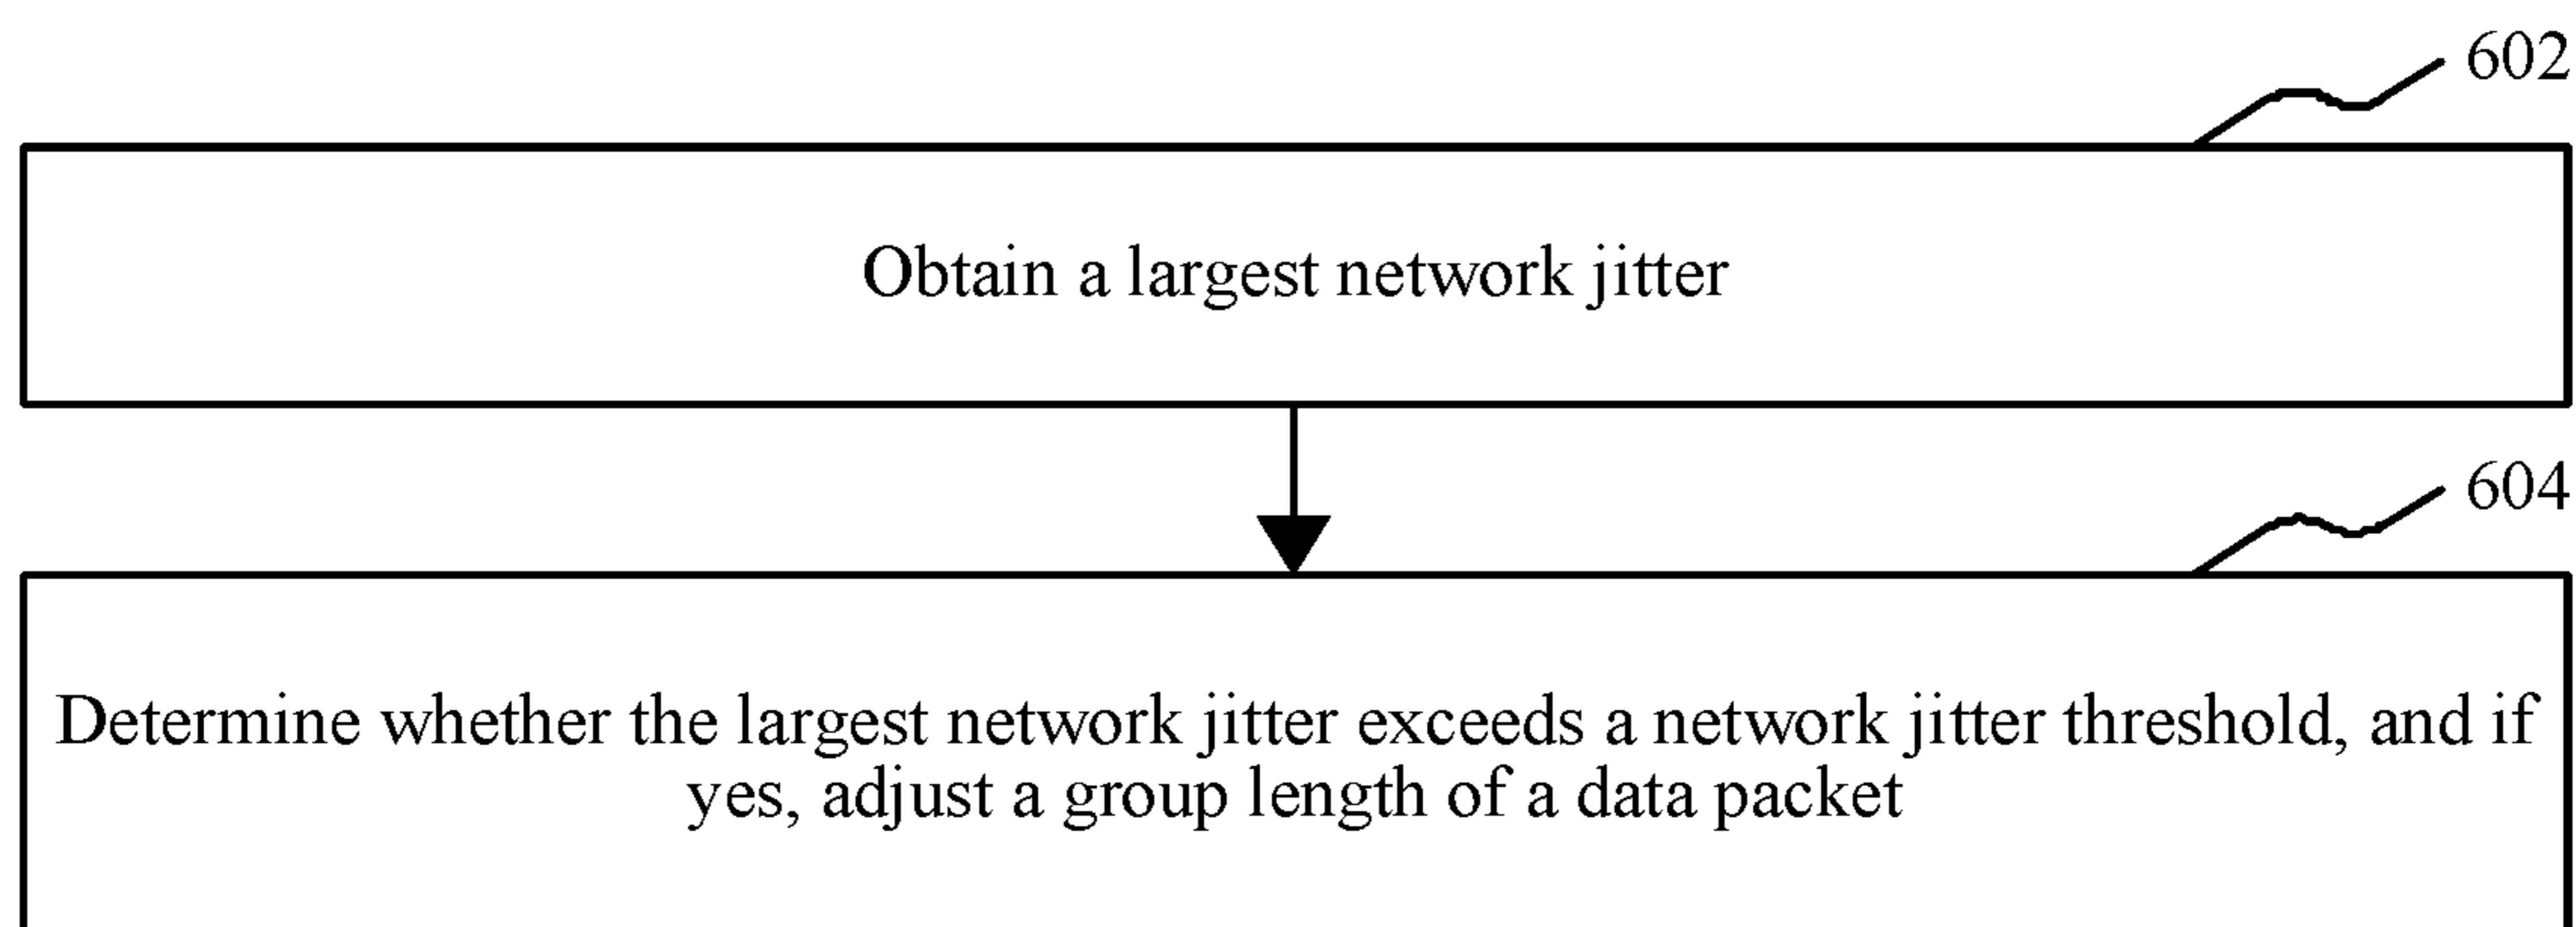 602
Obtain a largest network jitter
604
Determine whether the largest network jitter exceeds a network jitter threshold, and if
yes, adjust a group length of a data packet